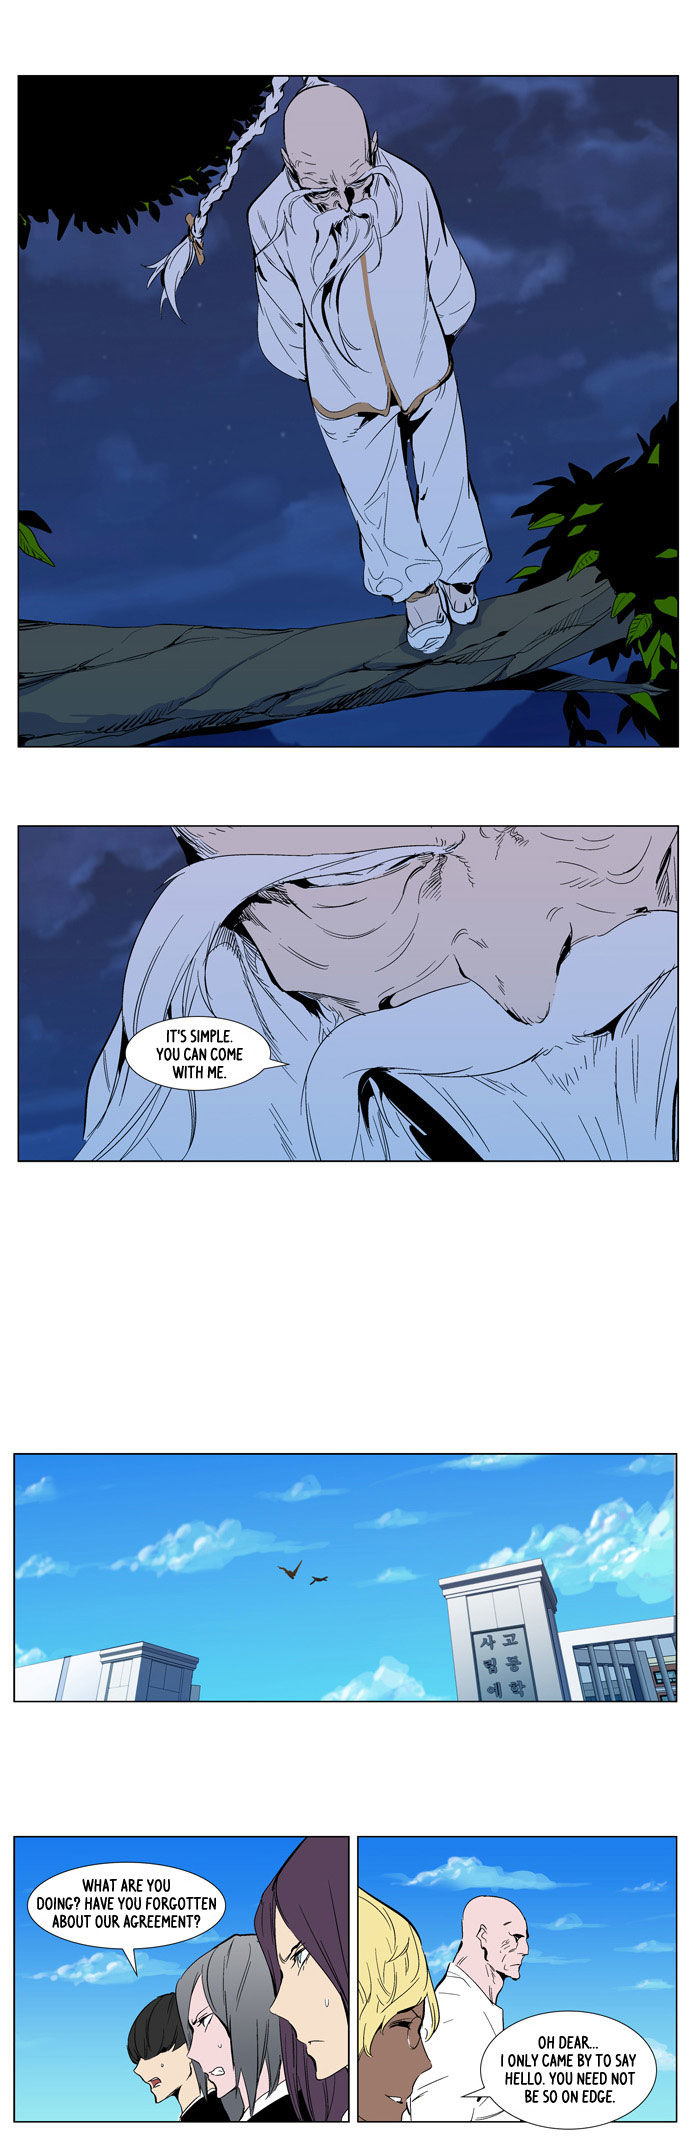 IT'S SIMPLE.
YOU CAN COME
WITH ME.
사고
립등
예학
WHAT ARE YOU
DOING? HAVE YOU FORGOTTEN
ABOUT OUR AGREEMENT?
OH DEAR...
I ONLY CAME BY TO SAY
HELLO. YOU NEED NOT
BE SO ON EDGE.